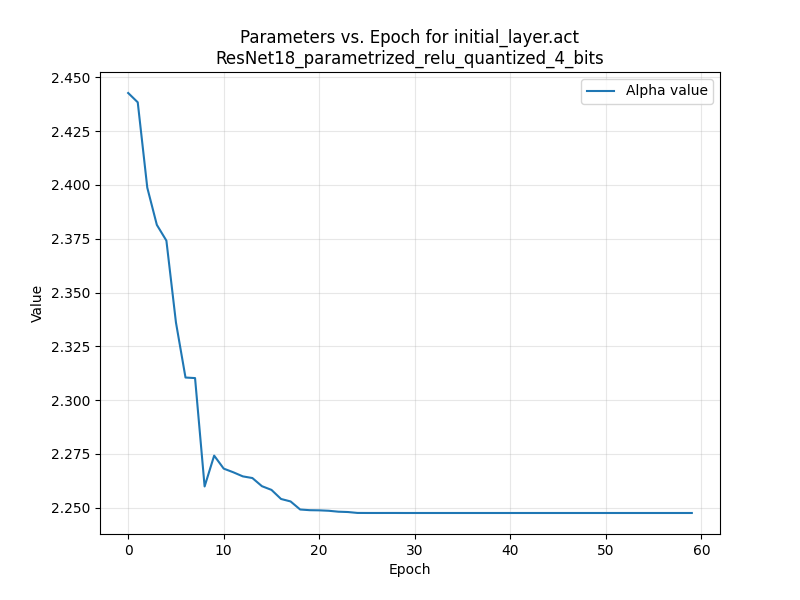 Parameters vs. Epoch for initial_layer.act
ResNet18_parametrized_relu_quantized_4_bits
Alpha value
2.450
2.425
2.400
2.375
2.350
2.325
2.300
2.275
2.250
Value
0 10 20 30 40 50 60
Epoch